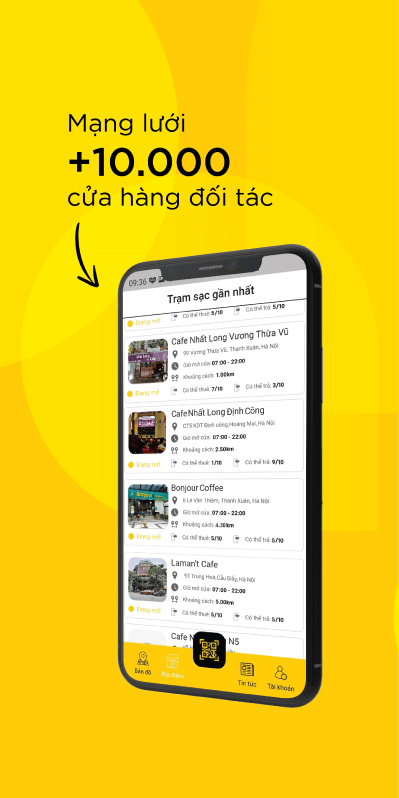 Mạng lưới
+10.000
cửa hàng đối tác
09:36
Trạm sạc gần nhất
Đang mở
Có thể thuê: 5/10
Có thể trả: 5/10
Cafe Nhất Long Vương Thừa Vũ
99 Vương Thừa Vũ, Thanh Xuân, Hà Nội
Giờ mở cửa: 07:00 - 22:00
Khoảng cách: 1.00km
Đang mở
Có thể thuê: 7/10
Có thể trả: 3/10
Cafe Nhất Long Định Công
CT5 KDT Định công, Hoàng Mai, Hà Nội
Giờ mở cửa: 07:00 - 22:00
Khoảng cách: 2.50km
Đang mở
Có thể thuê: 1/10
Có thể trả: 9/10
Bonjour Coffee
6 Lê Văn Thiêm, Thanh Xuân, Hà Nội
Giờ mở cửa: 07:00 - 22:00
Khoảng cách: 4.30km
Đang mở
Có thể thuê: 5/10
Có thể trả: 5/10
Laman't Cafe
93 Trung Hoà, Cầu Giấy, Hà Nội
Giờ mở cửa: 07:00 - 22:00
Khoảng cách: 5.00km
Đang mở
Có thể thuê: 5/10
Có thể trả: 5/10
Cafe N5
Bản đồ
Địa điểm
Tin tức
Tài khoản